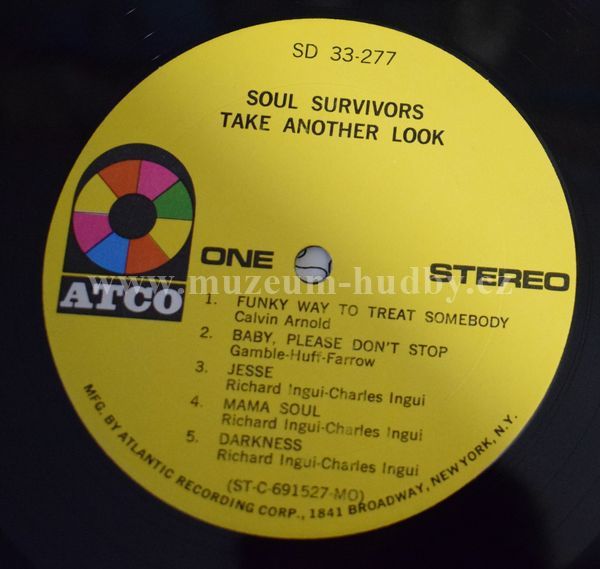 SD 33-277
SOUL SURVIVORS
TAKE ANOTHER LOOK
ATCO
ONE
STEREO
www.muzeum-hudby.cz
1. FUNKY WAY TO TREAT SOMEBODY
Calvin Arnold
2. BABY, PLEASE DON'T STOP
Gamble-Huff-Farrow
3. JESSE
Richard Ingui-Charles Ingui
4. MAMA SOUL
Richard Ingui-Charles Ingui
5. DARKNESS
Richard Ingui-Charles Ingui
(ST-C-691527-MO)
MFG. BY ATLANTIC RECORDING CORP., 1841 BROADWAY, NEW YORK, N.Y.